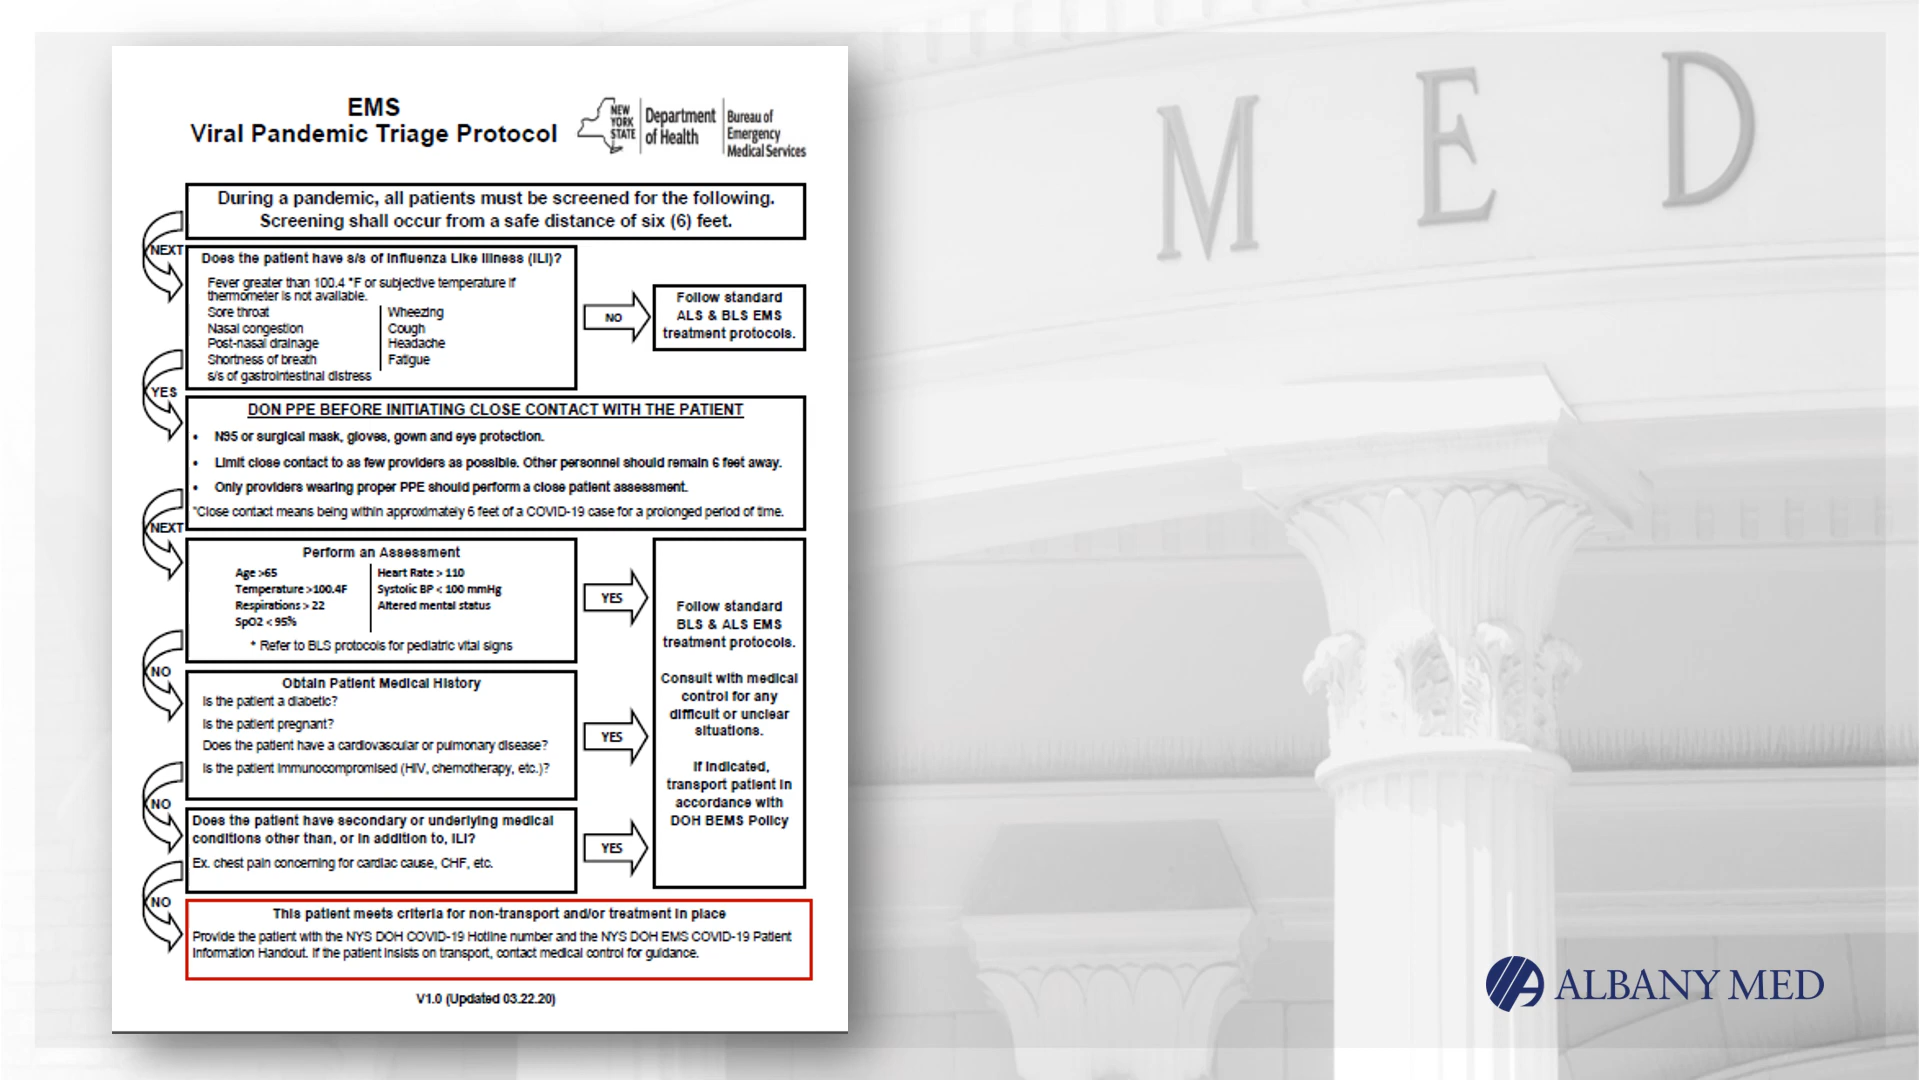 EMS
Viral Pandemic Triage Protocol
NEW
YORK
STATE
Department
of Health
Bureau of
Emergency
Medical Services
During a pandemic, all patients must be screened for the following.
Screening shall occur from a safe distance of six (6) feet.
NEXT
Does the patient have s/s of Influenza Like Illness (ILI)?
Fever greater than 100.4 °F or subjective temperature if
thermometer is not available.
Sore throat
Nasal congestion
Post-nasal drainage
Shortness of breath
s/s of gastrointestinal distress
Wheezing
Cough
Headache
Fatigue
NO
Follow standard
ALS & BLS EMS
treatment protocols.
YES
DON PPE BEFORE INITIATING CLOSE CONTACT WITH THE PATIENT
• N95 or surgical mask, gloves, gown and eye protection.
• Limit close contact to as few providers as possible. Other personnel should remain 6 feet away.
• Only providers wearing proper PPE should perform a close patient assessment.
*Close contact means being within approximately 6 feet of a COVID-19 case for a prolonged period of time.
NEXT
Perform an Assessment
Age >65
Temperature >100.4F
Respirations > 22
SpO2 < 95%
Heart Rate > 110
Systolic BP < 100 mmHg
Altered mental status
* Refer to BLS protocols for pediatric vital signs
YES
Follow standard
BLS & ALS EMS
treatment protocols.
Consult with medical
control for any
difficult or unclear
situations.
If indicated,
transport patient in
accordance with
DOH BEMS Policy
NO
Obtain Patient Medical History
Is the patient a diabetic?
Is the patient pregnant?
Does the patient have a cardiovascular or pulmonary disease?
Is the patient immunocompromised (HIV, chemotherapy, etc.)?
YES
NO
Does the patient have secondary or underlying medical
conditions other than, or in addition to, ILI?
Ex. chest pain concerning for cardiac cause, CHF, etc.
YES
NO
This patient meets criteria for non-transport and/or treatment in place
Provide the patient with the NYS DOH COVID-19 Hotline number and the NYS DOH EMS COVID-19 Patient
Information Handout. If the patient insists on transport, contact medical control for guidance.
V1.0 (Updated 03.22.20)
MED
ALBANY MED